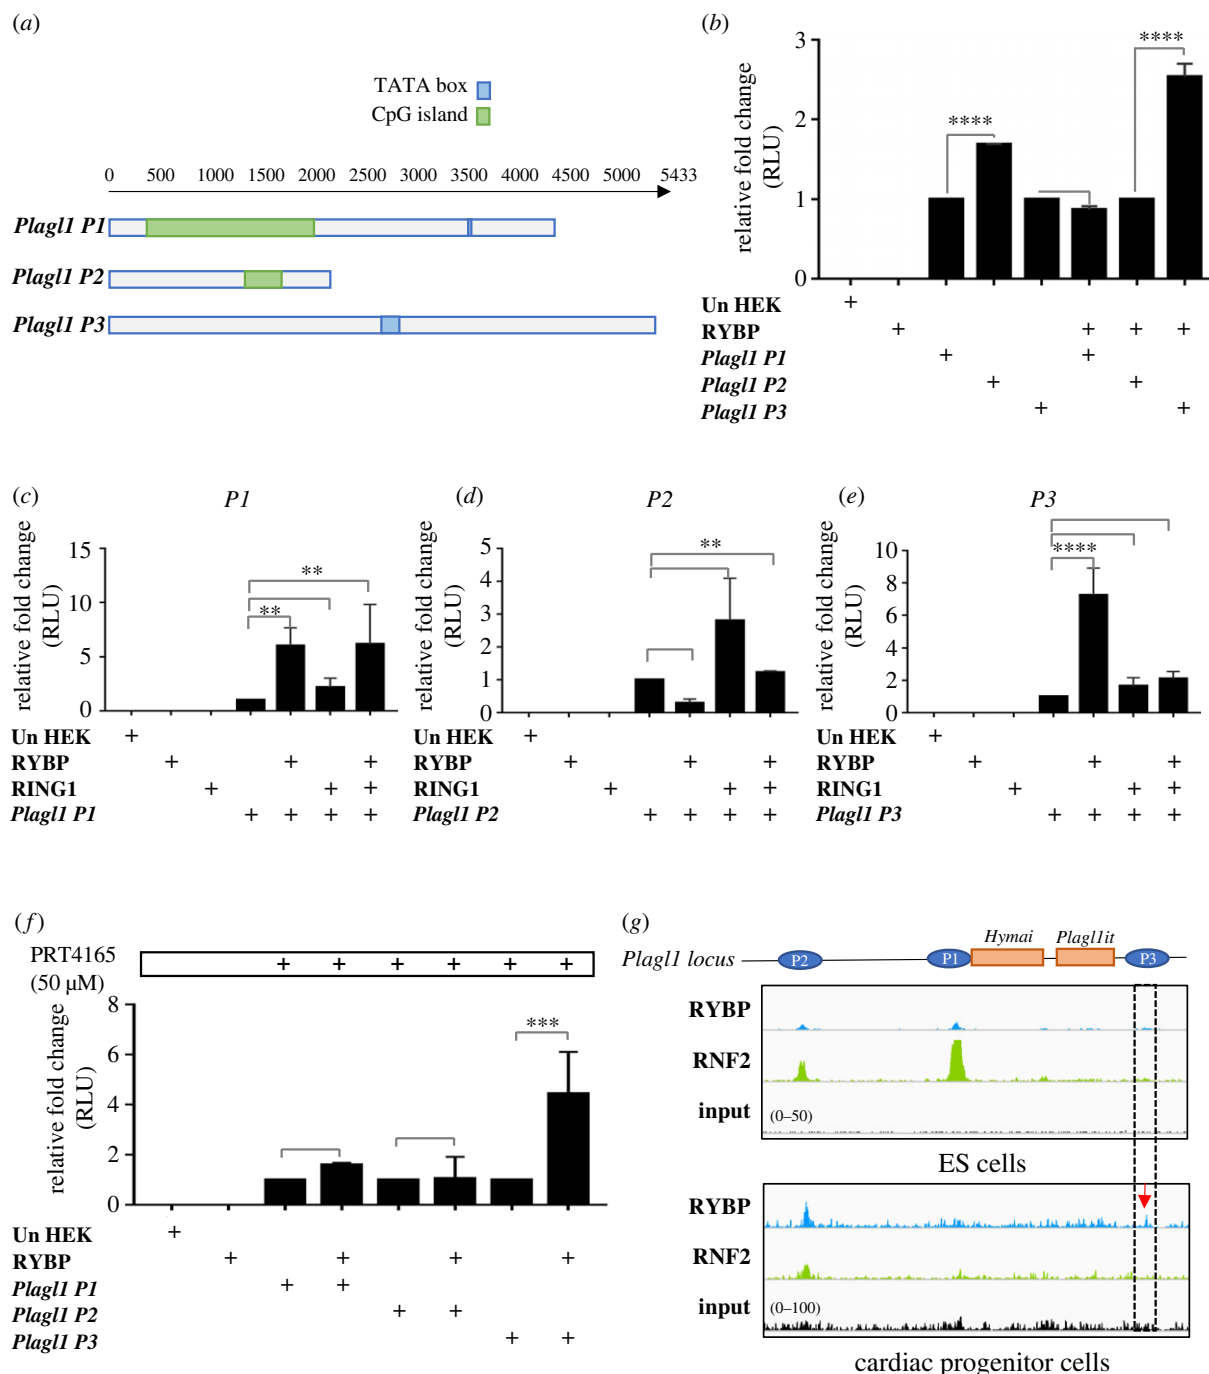 (a)
TATA box
CpG island
0 500 1000 1500 2000 2500 3000 3500 4000 4500 5000 5433
Plagl1 P1
Plagl1 P2
Plagl1 P3
(b)
relative fold change
(RLU)
3
2
1
0
****
****
Un HEK +
RYBP + + + +
Plagl1 P1 + +
Plagl1 P2 + +
Plagl1 P3 + +
(c)
P1
relative fold change
(RLU)
15
10
5
0
**
**
Un HEK +
RYBP + + +
RING1 + + +
Plagl1 P1 + + + +
(d)
P2
relative fold change
(RLU)
5
4
3
2
1
0
**
Un HEK +
RYBP + + +
RING1 + + +
Plagl1 P2 + + + +
(e)
P3
relative fold change
(RLU)
10
8
6
4
2
0
****
Un HEK +
RYBP + + +
RING1 + + +
Plagl1 P3 + + + +
(f)
PRT4165
(50 µM)
+ + + + + +
relative fold change
(RLU)
8
6
4
2
0
***
Un HEK +
RYBP + + + +
Plagl1 P1 + +
Plagl1 P2 + +
Plagl1 P3 + +
(g)
Plagl1 locus
P2
P1
Hymai
Plagl1it
P3
RYBP
RNF2
input
(0–50)
ES cells
RYBP
RNF2
input
(0–100)
cardiac progenitor cells